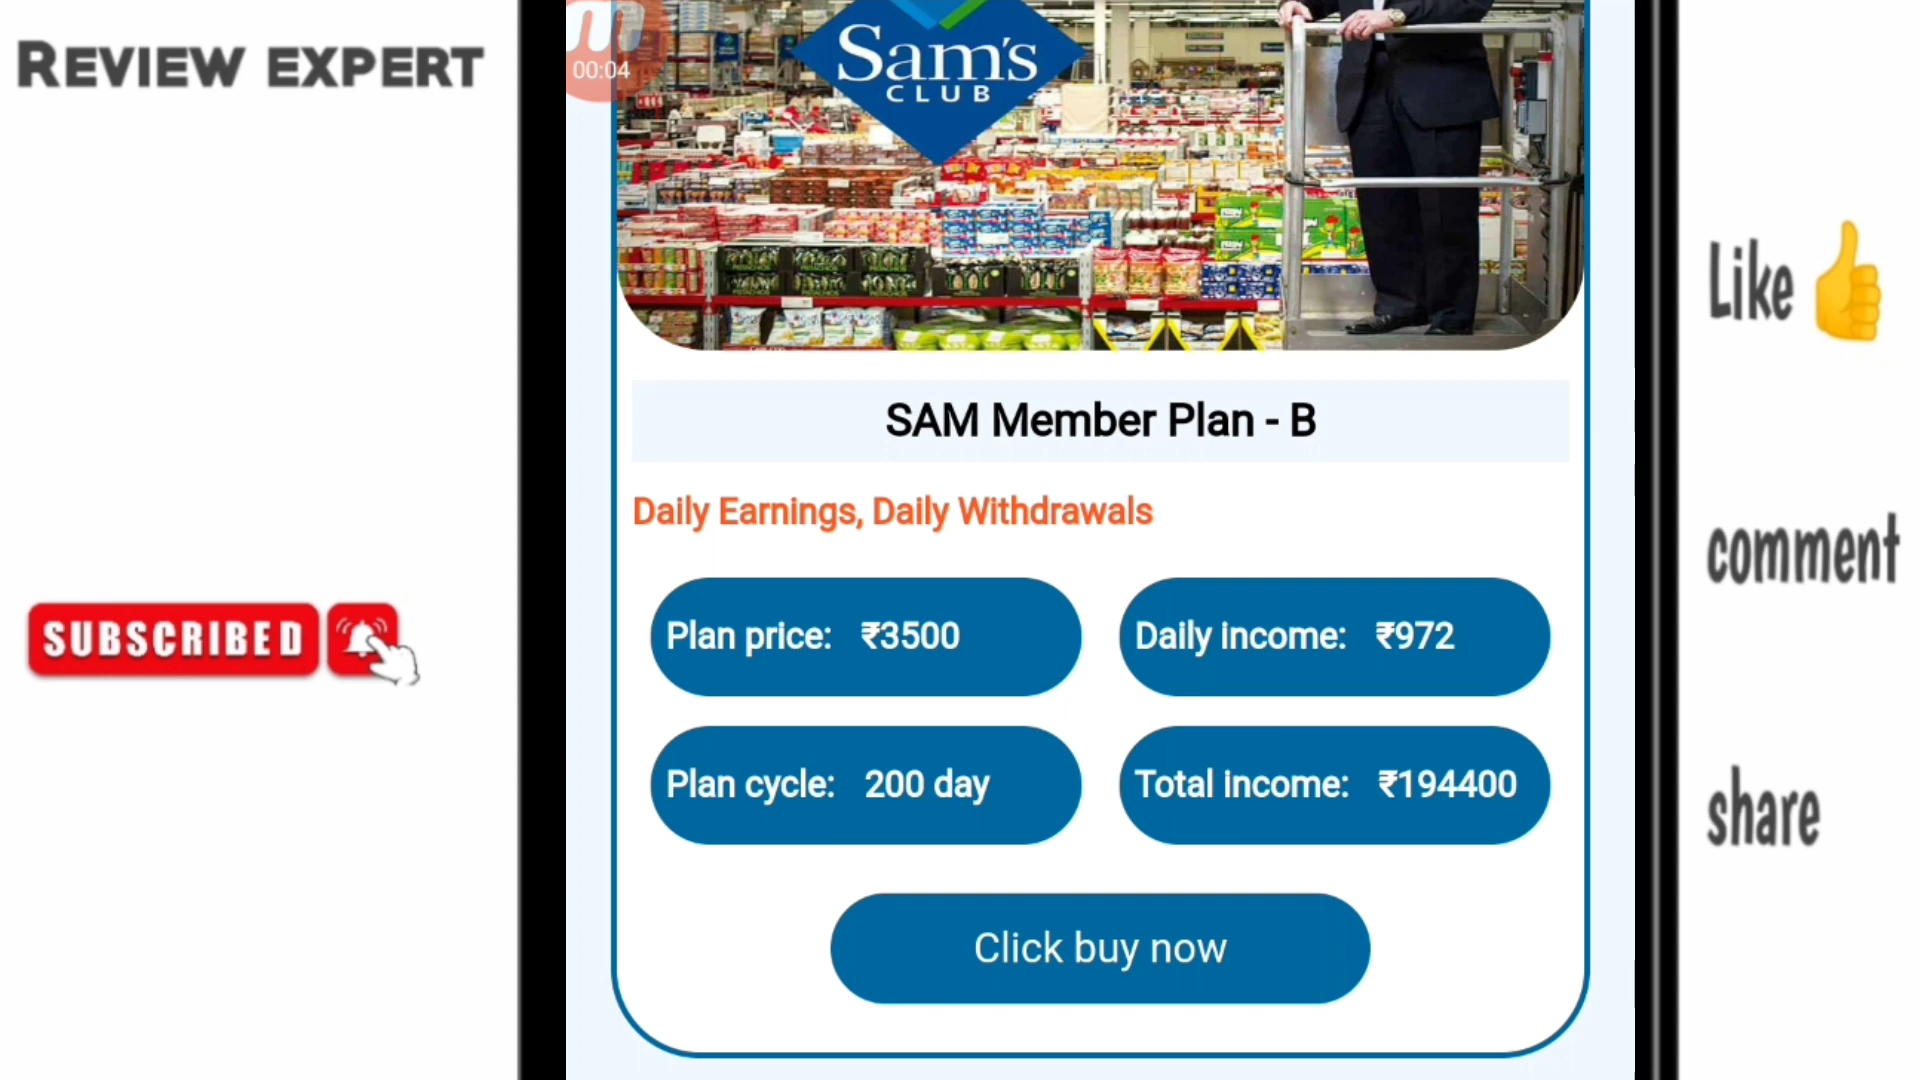 REVIEW EXPERT
00:04
Sam's
CLUB
SAM Member Plan - B
Daily Earnings, Daily Withdrawals
Plan price: ₹3500
Daily income: ₹972
Plan cycle: 200 day
Total income: ₹194400
Click buy now
SUBSCRIBED
Like
comment
share